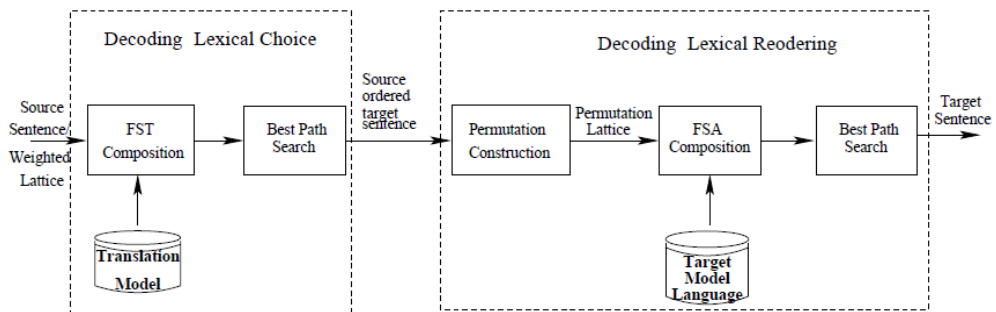 Decoding Lexical Choice
Decoding Lexical Reodering
Source
Sentence/
Weighted
Lattice
FST
Composition
Best Path
Search
Source
ordered
target
sentence
Permutation
Construction
Permutation
Lattice
FSA
Composition
Best Path
Search
Target
Sentence
Translation
Model
Target
Model
Language